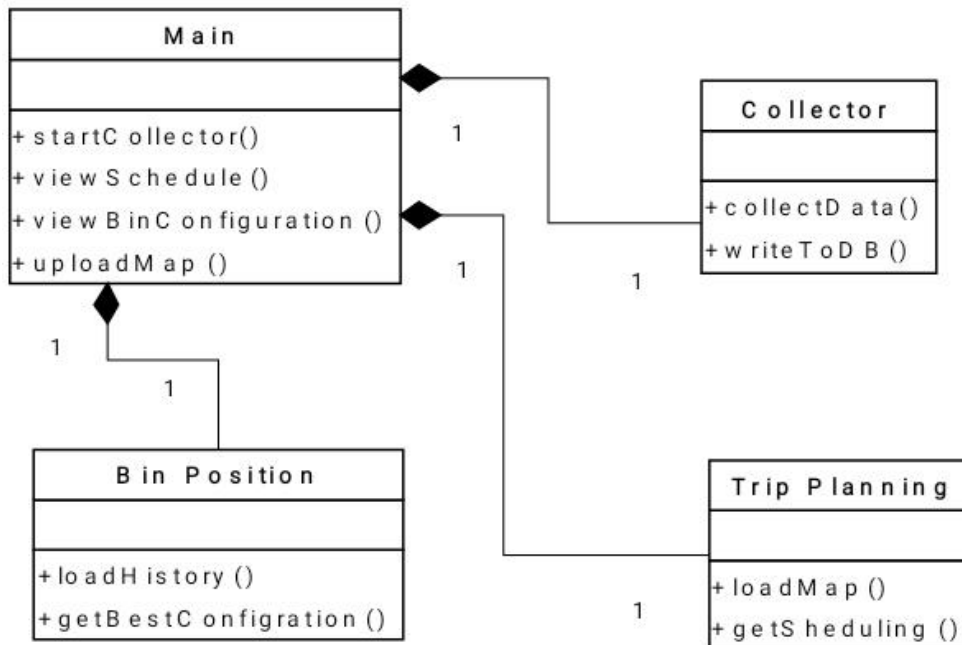 Main
+ startCollector()
+ viewSchedule()
+ viewBinConfiguration()
+ uploadMap()
1
1
1
1
Collector
+ collectData()
+ writeToDB()
1
1
Bin Position
+ loadHistory()
+ getBestConfigration()
Trip Planning
+ loadMap()
+ getSheduling()